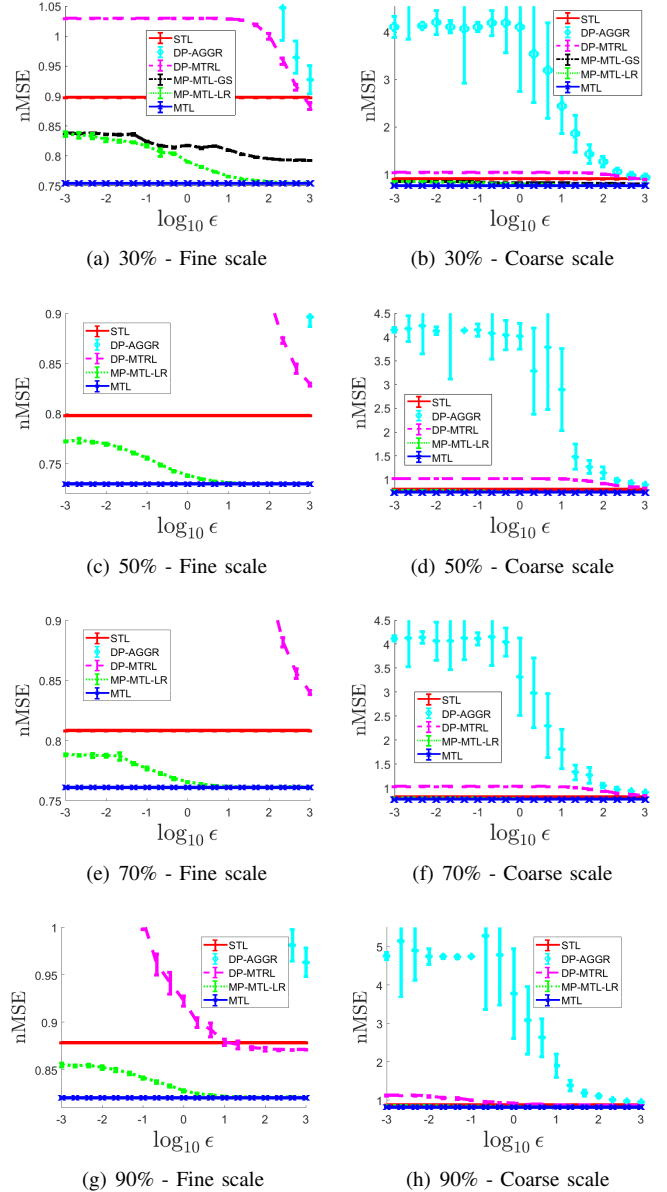 1.05
1
0.95
0.9
0.85
0.8
0.75
nMSE
STL
DP-AGGR
DP-MTRL
MP-MTL-GS
MP-MTL-LR
MTL
-3 -2 -1 0 1 2 3
log₁₀ ϵ
(a) 30% - Fine scale
4
3
2
1
nMSE
STL
DP-AGGR
DP-MTRL
MP-MTL-GS
MP-MTL-LR
MTL
-3 -2 -1 0 1 2 3
log₁₀ ϵ
(b) 30% - Coarse scale
0.9
0.85
0.8
0.75
nMSE
STL
DP-AGGR
DP-MTRL
MP-MTL-LR
MTL
-3 -2 -1 0 1 2 3
log₁₀ ϵ
(c) 50% - Fine scale
4.5
4
3.5
3
2.5
2
1.5
1
nMSE
STL
DP-AGGR
DP-MTRL
MP-MTL-LR
MTL
-3 -2 -1 0 1 2 3
log₁₀ ϵ
(d) 50% - Coarse scale
0.9
0.85
0.8
0.75
nMSE
STL
DP-AGGR
DP-MTRL
MP-MTL-LR
MTL
-3 -2 -1 0 1 2 3
log₁₀ ϵ
(e) 70% - Fine scale
4.5
4
3.5
3
2.5
2
1.5
1
nMSE
STL
DP-AGGR
DP-MTRL
MP-MTL-LR
MTL
-3 -2 -1 0 1 2 3
log₁₀ ϵ
(f) 70% - Coarse scale
1
0.95
0.9
0.85
nMSE
STL
DP-AGGR
DP-MTRL
MP-MTL-LR
MTL
-3 -2 -1 0 1 2 3
log₁₀ ϵ
(g) 90% - Fine scale
5
4
3
2
1
nMSE
STL
DP-AGGR
DP-MTRL
MP-MTL-LR
MTL
-3 -2 -1 0 1 2 3
log₁₀ ϵ
(h) 90% - Coarse scale